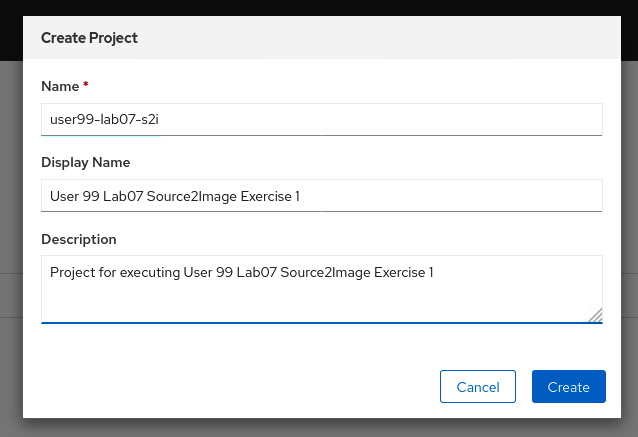 Create Project
Name *
user99-lab07-s2i
Display Name
User 99 Lab07 Source2Image Exercise 1
Description
Project for executing User 99 Lab07 Source2Image Exercise 1
Cancel Create